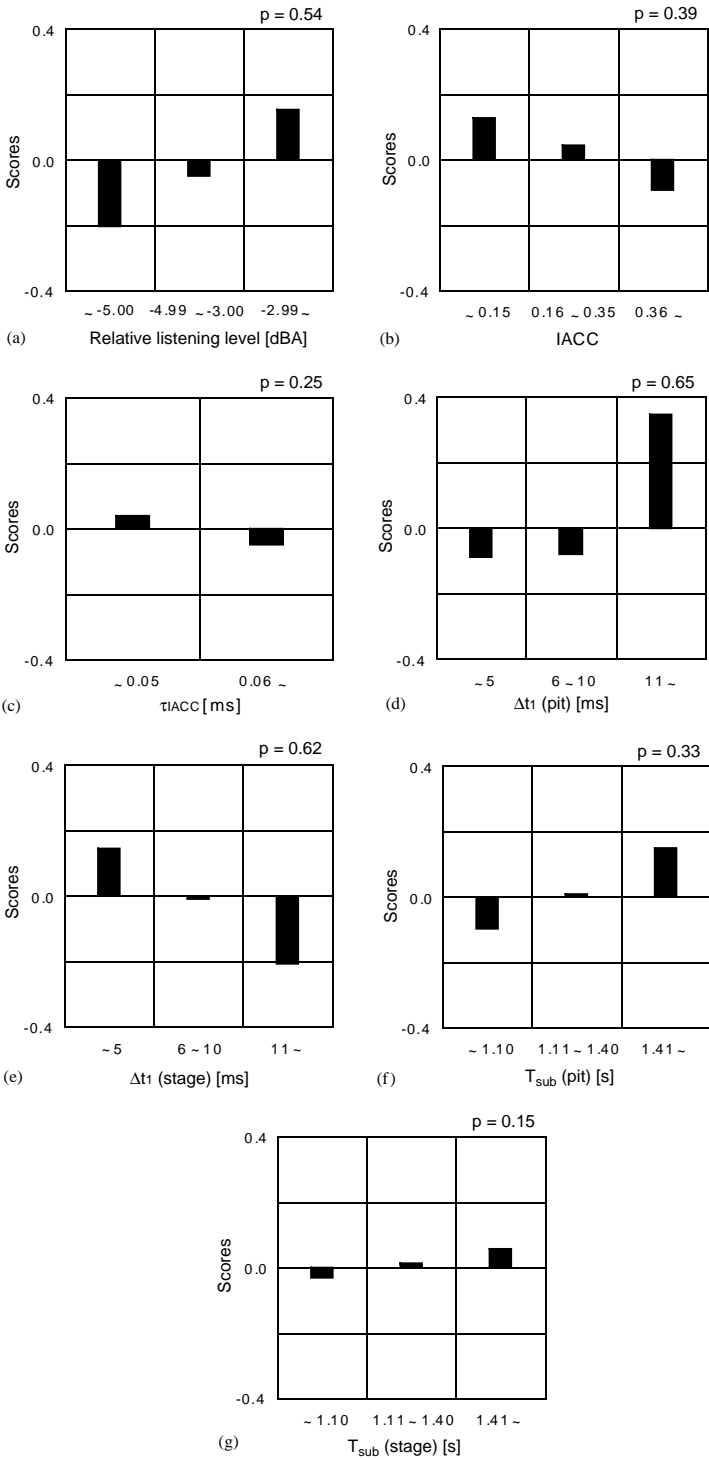 p = 0.54
0.4
0.0
-0.4
Scores
~ -5.00 -4.99 ~ -3.00 -2.99 ~
(a) Relative listening level [dBA]
p = 0.39
0.4
0.0
-0.4
Scores
~ 0.15 0.16 ~ 0.35 0.36 ~
(b) IACC
p = 0.25
0.4
0.0
-0.4
Scores
~ 0.05 0.06 ~
(c) τIACC [ms]
p = 0.65
0.4
0.0
-0.4
Scores
~ 5 6 ~ 10 11 ~
(d) Δt1 (pit) [ms]
p = 0.62
0.4
0.0
-0.4
Scores
~ 5 6 ~ 10 11 ~
(e) Δt1 (stage) [ms]
p = 0.33
0.4
0.0
-0.4
Scores
~ 1.10 1.11 ~ 1.40 1.41 ~
(f) Tsub (pit) [s]
p = 0.15
0.4
0.0
-0.4
Scores
~ 1.10 1.11 ~ 1.40 1.41 ~
(g) Tsub (stage) [s]